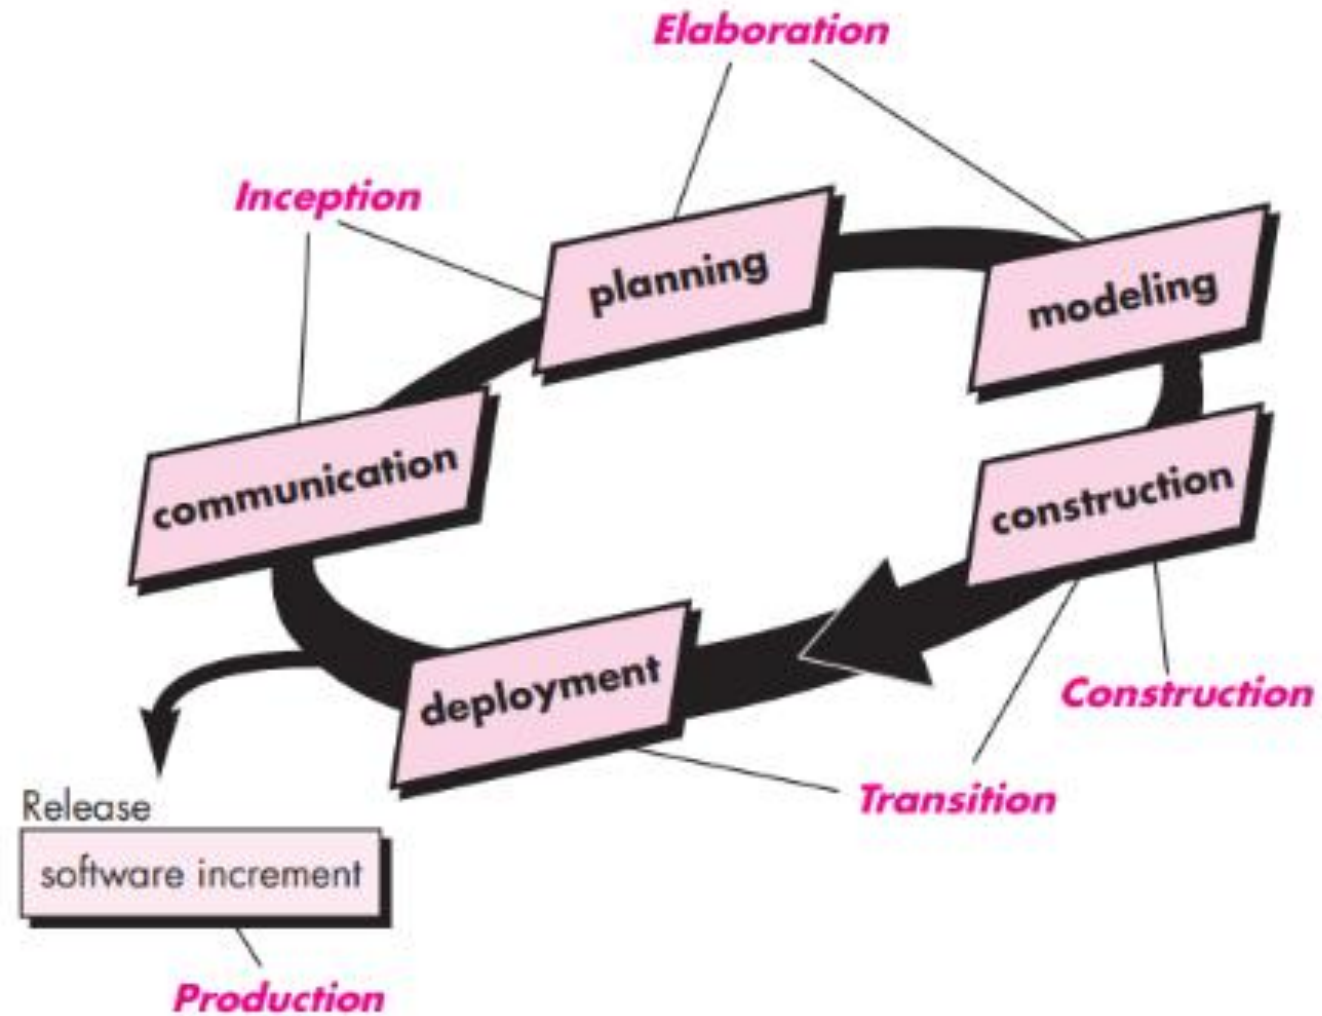 Elaboration
Inception
planning
modeling
communication
construction
deployment
Construction
Transition
Release
software increment
Production